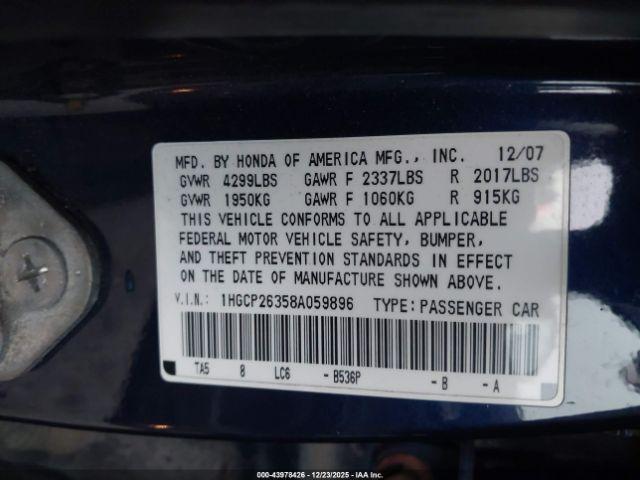 MFD. BY HONDA OF AMERICA MFG., INC. 12/07
GVWR 4299LBS GAWR F 2337LBS R 2017LBS
GVWR 1950KG GAWR F 1060KG R 915KG
THIS VEHICLE CONFORMS TO ALL APPLICABLE
FEDERAL MOTOR VEHICLE SAFETY, BUMPER,
AND THEFT PREVENTION STANDARDS IN EFFECT
ON THE DATE OF MANUFACTURE SHOWN ABOVE.
V.I.N.: 1HGCP26358A059896 TYPE: PASSENGER CAR
TA5 0 LC6 - B536P - B - A
© 43978426 - 12/23/2025 - IAA Inc.